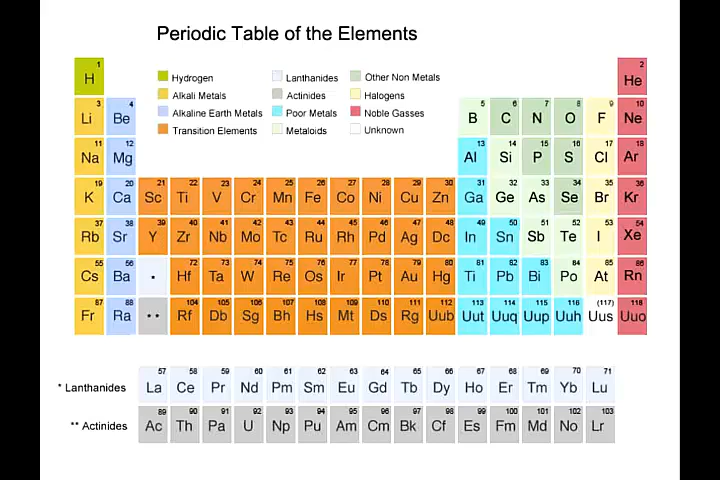 Periodic Table of the Elements
Hydrogen Lanthanides Other Non Metals
Alkali Metals Actinides Halogens
Alkaline Earth Metals Poor Metals Noble Gasses
Transition Elements Metaloids Unknown
1 2
H He
3 4 5 6 7 8 9 10
Li Be B C N O F Ne
11 12 13 14 15 16 17 18
Na Mg Al Si P S Cl Ar
19 20 21 22 23 24 25 26 27 28 29 30 31 32 33 34 35 36
K Ca Sc Ti V Cr Mn Fe Co Ni Cu Zn Ga Ge As Se Br Kr
37 38 39 40 41 42 43 44 45 46 47 48 49 50 51 52 53 54
Rb Sr Y Zr Nb Mo Tc Ru Rh Pd Ag Dc In Sn Sb Te I Xe
55 56 72 73 74 75 76 77 78 79 80 81 82 83 84 85 86
Cs Ba * Hf Ta W Re Os Ir Pt Au Hg Ti Pb Bi Po At Rn
87 88 104 105 106 107 108 109 110 111 112 113 114 115 116 (117) 118
Fr Ra ** Rf Db Sg Bh Hs Mt Ds Rg Uub Uut Uuq Uup Uuh Uus Uuo
57 58 59 60 61 62 63 64 65 66 67 68 69 70 71
* Lanthanides La Ce Pr Nd Pm Sm Eu Gd Tb Dy Ho Er Tm Yb Lu
89 90 91 92 93 94 95 96 97 98 99 100 101 102 103
** Actinides Ac Th Pa U Np Pu Am Cm Bk Cf Es Fm Md No Lr